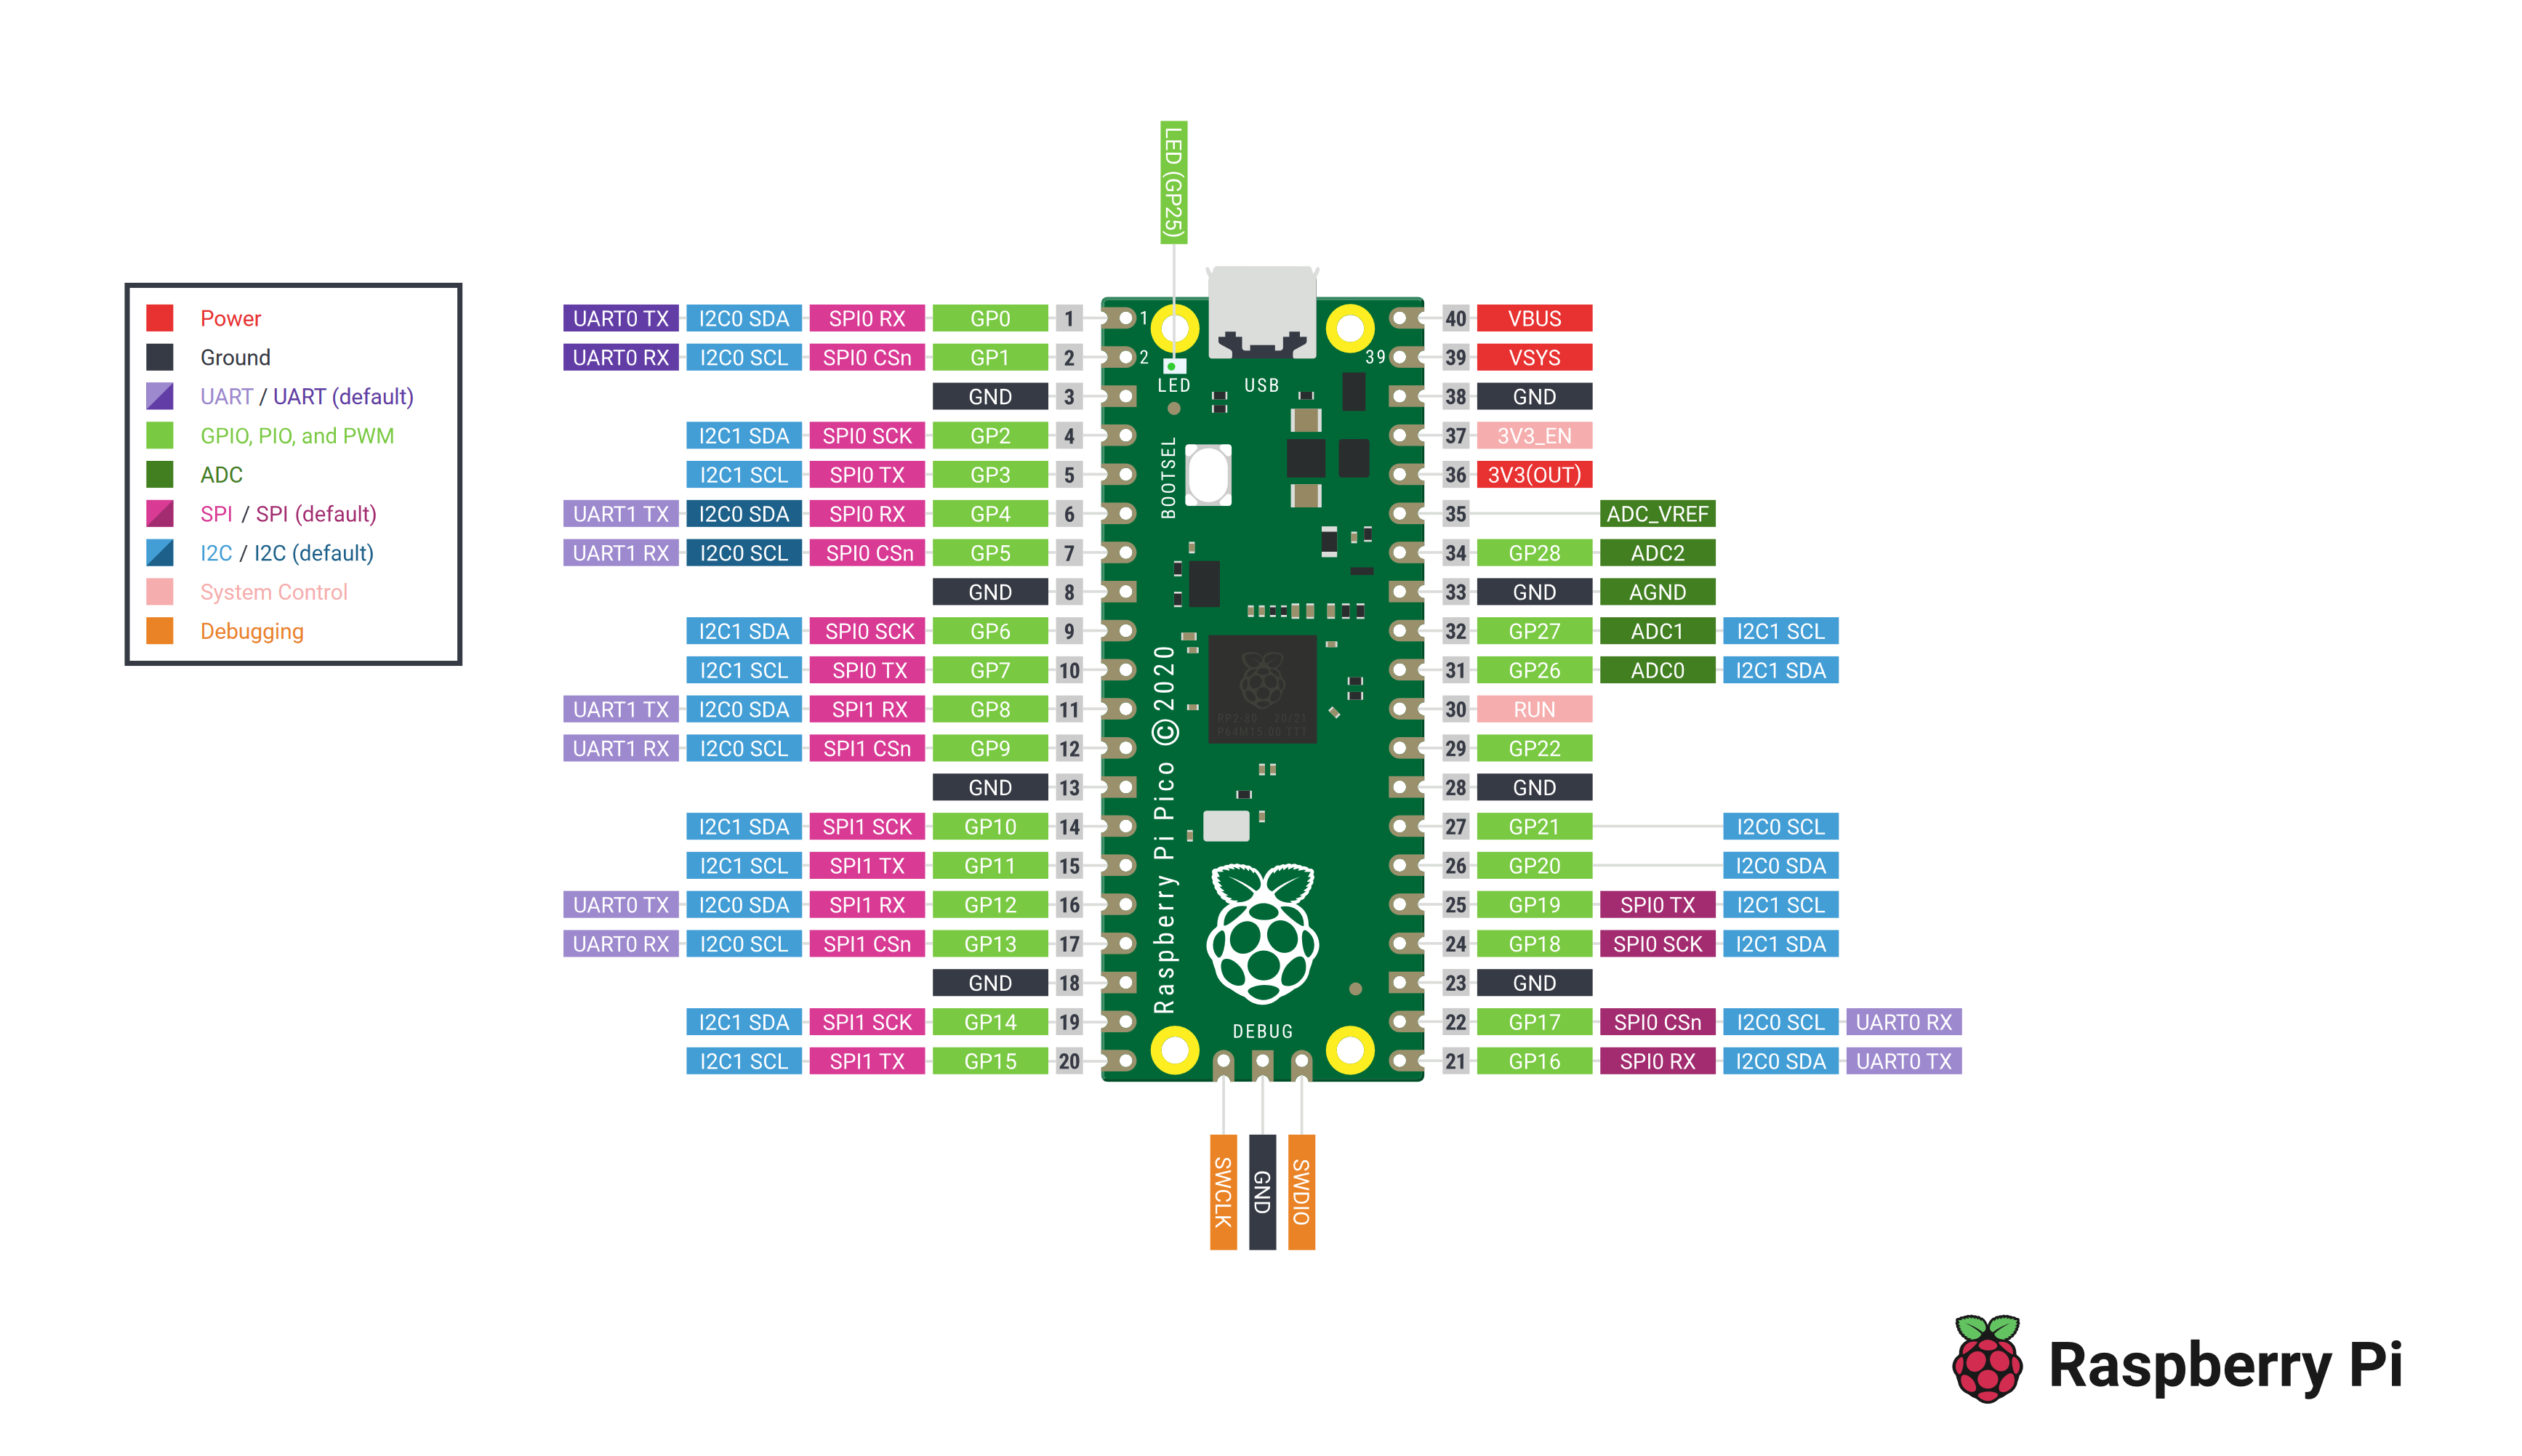 LED (GP25)
Power
Ground
UART / UART (default)
GPIO, PIO, and PWM
ADC
SPI / SPI (default)
I2C / I2C (default)
System Control
Debugging
UART0 TX I2C0 SDA SPI0 RX GP0 1 1 40 VBUS
UART0 RX I2C0 SCL SPI0 CSn GP1 2 2 39 39 VSYS
LED USB
GND 3 38 GND
I2C1 SDA SPI0 SCK GP2 4 37 3V3_EN
I2C1 SCL SPI0 TX GP3 5 36 3V3(OUT)
BOOTSEL
UART1 TX I2C0 SDA SPI0 RX GP4 6 35 ADC_VREF
UART1 RX I2C0 SCL SPI0 CSn GP5 7 34 GP28 ADC2
GND 8 33 GND AGND
I2C1 SDA SPI0 SCK GP6 9 32 GP27 ADC1 I2C1 SCL
I2C1 SCL SPI0 TX GP7 10 31 GP26 ADC0 I2C1 SDA
UART1 TX I2C0 SDA SPI1 RX GP8 11 30 RUN
RP2-B0 20/21
P64M15.00 TTT
UART1 RX I2C0 SCL SPI1 CSn GP9 12 29 GP22
GND 13 28 GND
I2C1 SDA SPI1 SCK GP10 14 27 GP21 I2C0 SCL
I2C1 SCL SPI1 TX GP11 15 26 GP20 I2C0 SDA
Raspberry Pi Pico ©2020
UART0 TX I2C0 SDA SPI1 RX GP12 16 25 GP19 SPI0 TX I2C1 SCL
UART0 RX I2C0 SCL SPI1 CSn GP13 17 24 GP18 SPI0 SCK I2C1 SDA
GND 18 23 GND
I2C1 SDA SPI1 SCK GP14 19 22 GP17 SPI0 CSn I2C0 SCL UART0 RX
DEBUG
I2C1 SCL SPI1 TX GP15 20 21 GP16 SPI0 RX I2C0 SDA UART0 TX
SWCLK
GND
SWDIO
Raspberry Pi